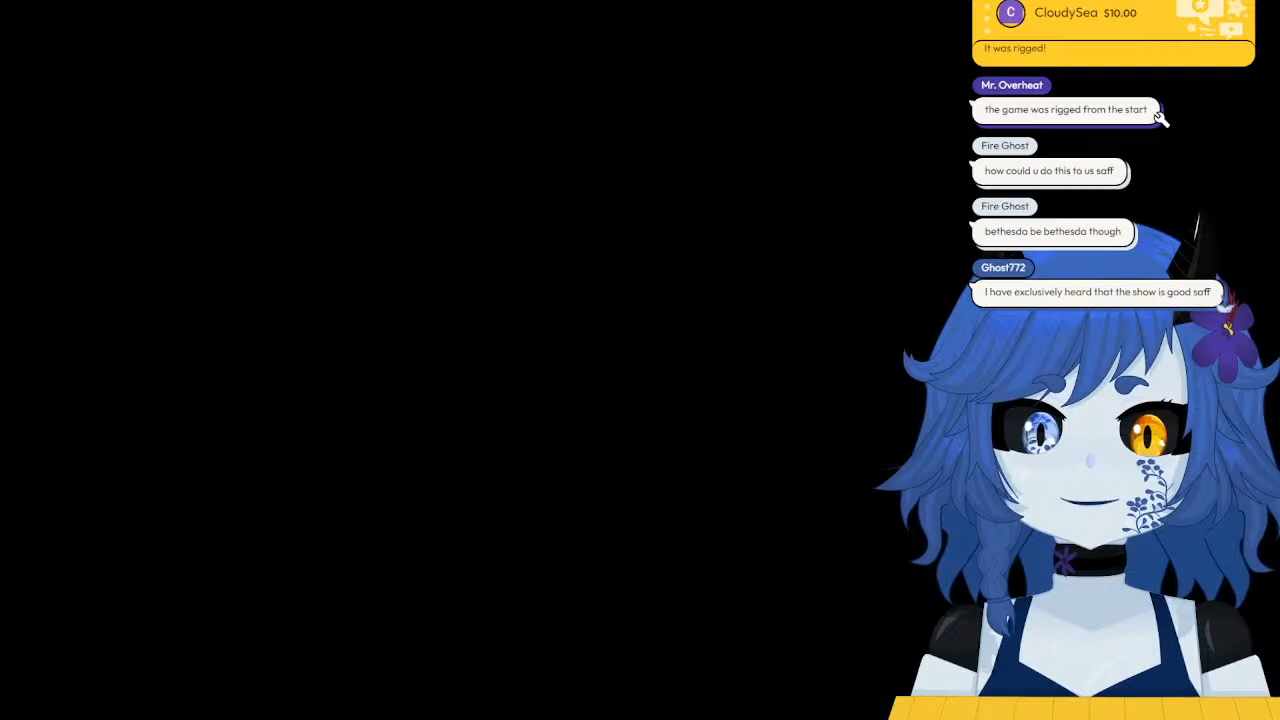 C
CloudySea $10.00
It was rigged!
Mr. Overheat
the game was rigged from the start
Fire Ghost
how could u do this to us saff
Fire Ghost
bethesda be bethesda though
Ghost772
I have exclusively heard that the show is good saff